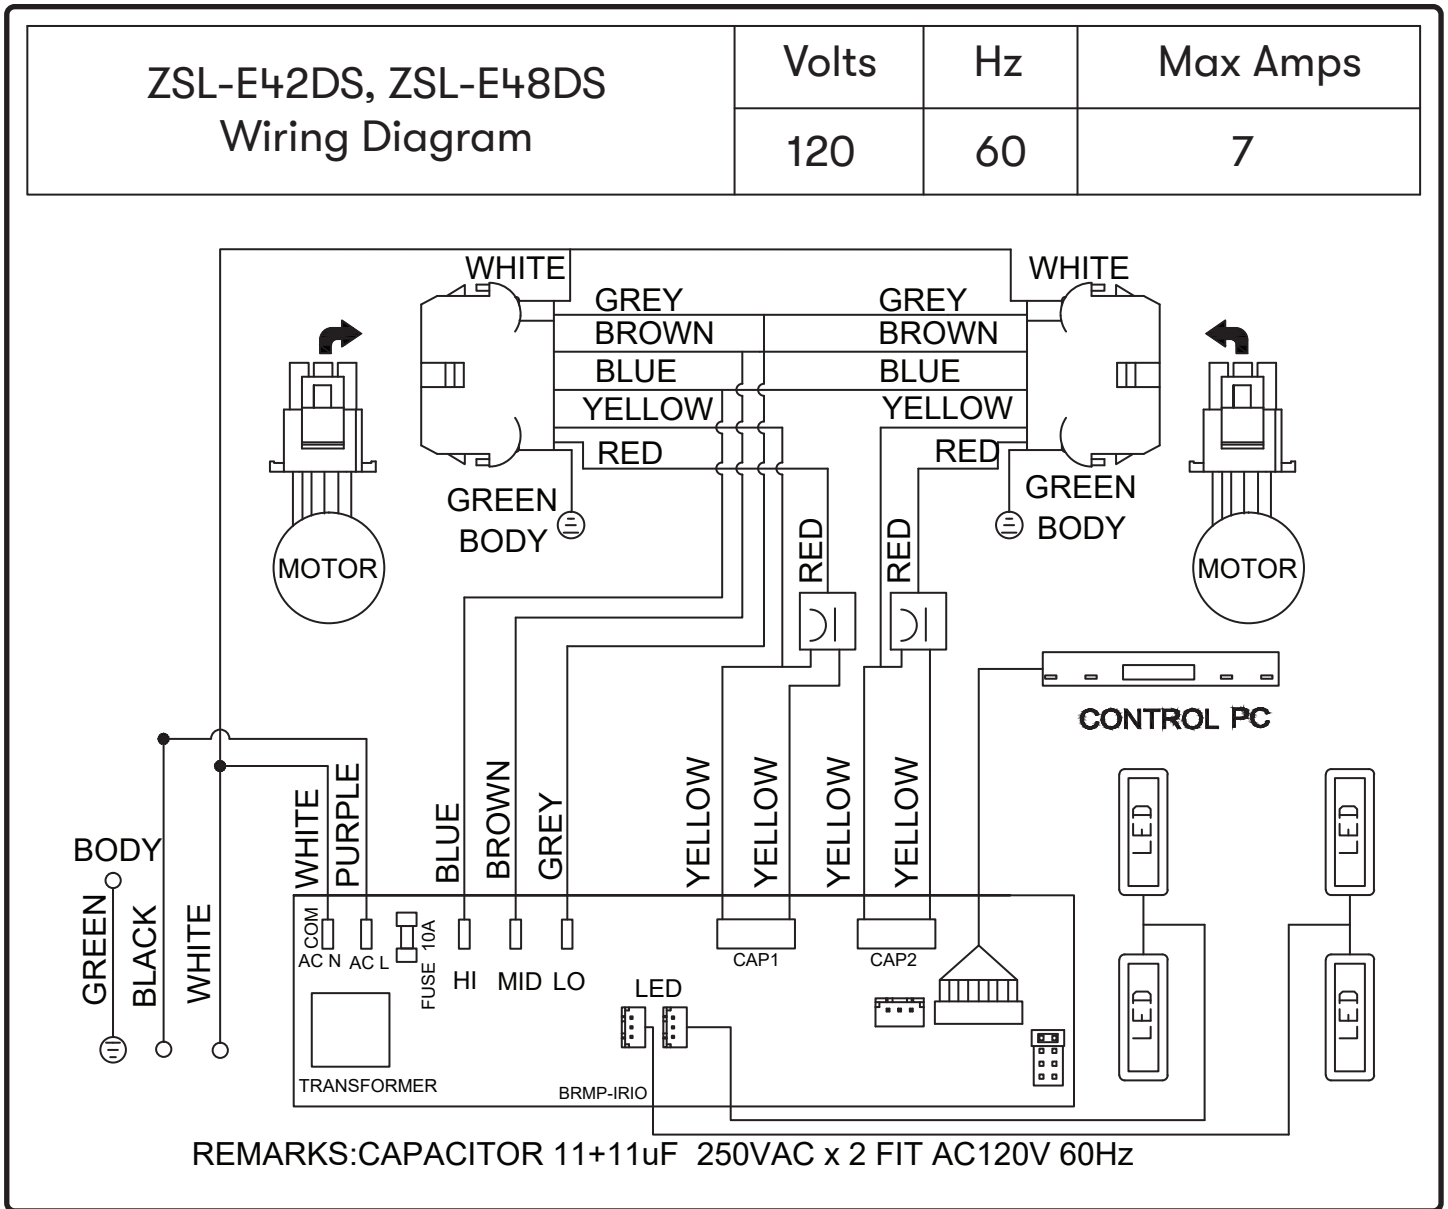 ZSL-E42DS, ZSL-E48DS
Wiring Diagram
Volts
Hz
Max Amps
120
60
7
WHITE
WHITE
GREY
GREY
BROWN
BROWN
BLUE
BLUE
YELLOW
YELLOW
RED
RED
GREEN
BODY
GREEN
BODY
MOTOR
MOTOR
RED
RED
CONTROL PC
WHITE
PURPLE
BLUE
BROWN
GREY
YELLOW
YELLOW
YELLOW
YELLOW
LED
LED
BODY
GREEN
BLACK
WHITE
COM
AC N
AC L
FUSE 10A
HI
MID
LO
CAP1
CAP2
LED
LED
LED
TRANSFORMER
BRMP-IRIO
REMARKS:CAPACITOR 11+11uF 250VAC x 2 FIT AC120V 60Hz